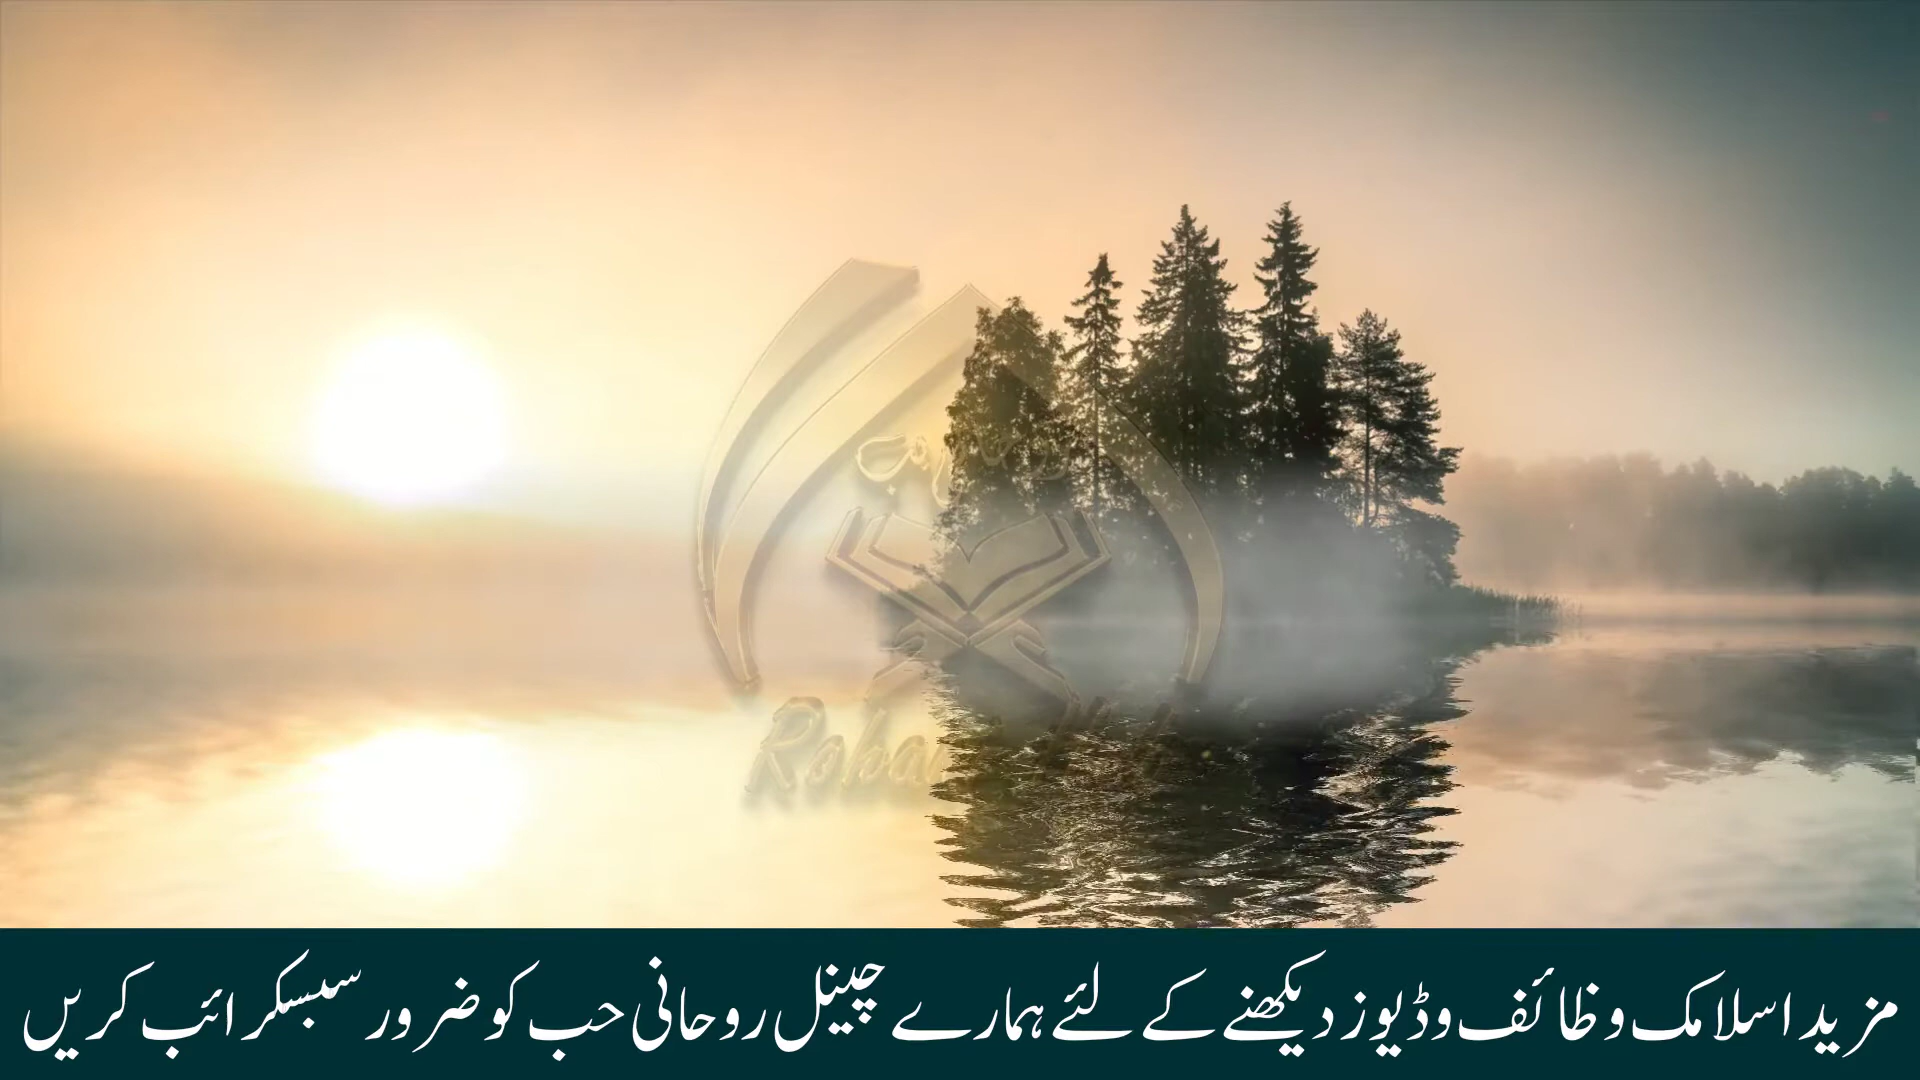 مزید اسلامک وظائف وڈیوز دیکھنے کے لئے ہمارے چینل روحانی حب کو ضرور سبسکرائب کریں